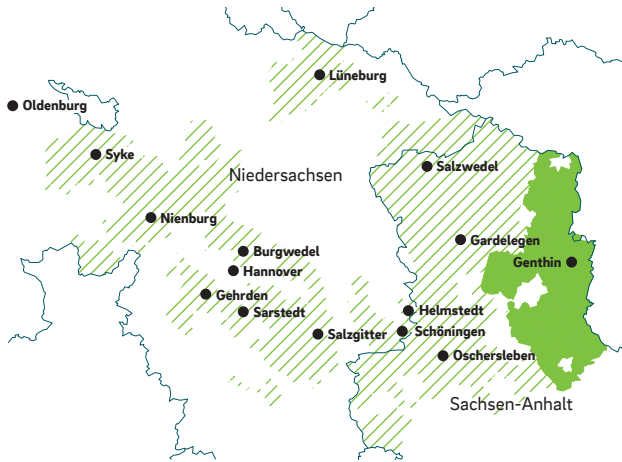 Lüneburg
Oldenburg
Syke
Salzwedel
Niedersachsen
Nienburg
Gardelegen
Burgwedel
Genthin
Hannover
Gehrden
Sarstedt
Helmstedt
Salzgitter
Schöningen
Oschersleben
Sachsen-Anhalt